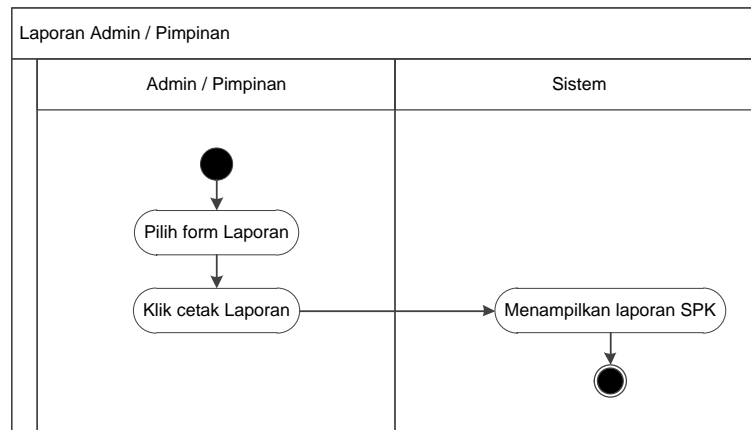 Laporan Admin / Pimpinan
Admin / Pimpinan
Sistem
Pilih form Laporan
Klik cetak Laporan
Menampilkan laporan SPK